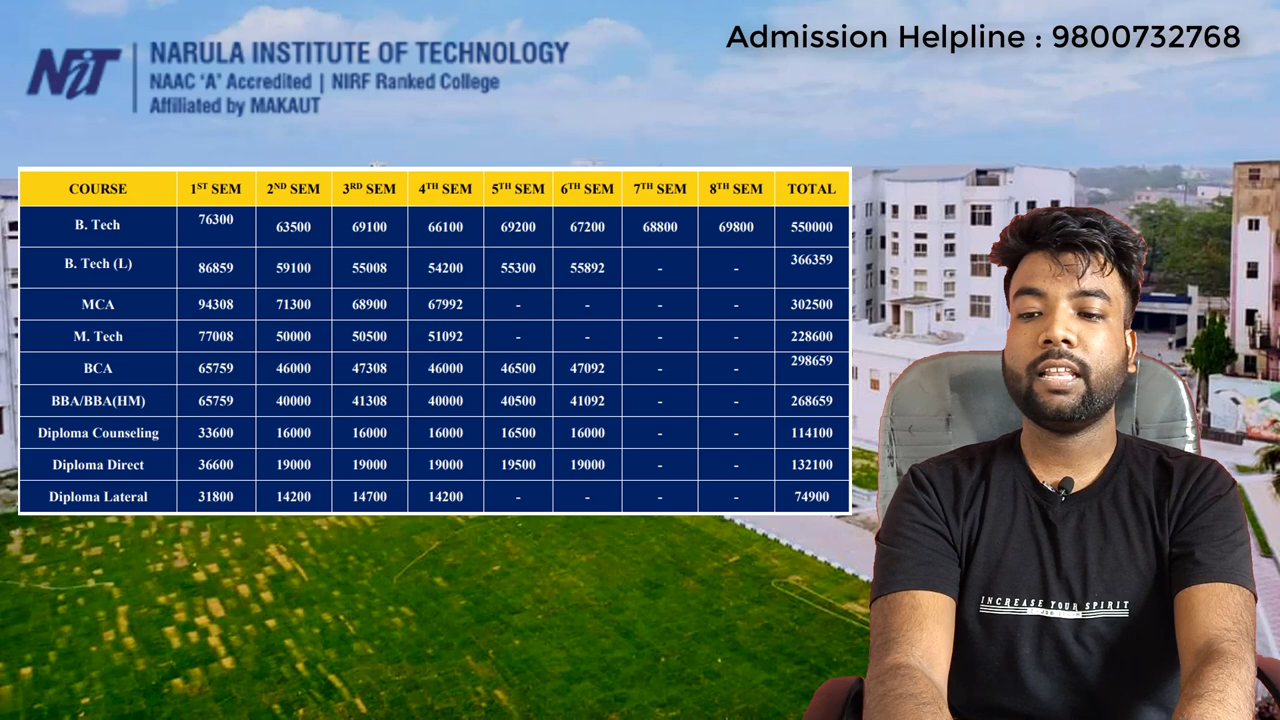 Admission Helpline : 9800732768
NiT
NARULA INSTITUTE OF TECHNOLOGY
NAAC 'A' Accredited | NIRF Ranked College
Affiliated by MAKAUT
COURSE 1ST SEM 2ND SEM 3RD SEM 4TH SEM 5TH SEM 6TH SEM 7TH SEM 8TH SEM TOTAL
B. Tech 76300 63500 69100 66100 69200 67200 68800 69800 550000
B. Tech (L) 86859 59100 55008 54200 55300 55892 - - 366359
MCA 94308 71300 68900 67992 - - - - 302500
M. Tech 77008 50000 50500 51092 - - - - 228600
BCA 65759 46000 47308 46000 46500 47092 - - 298659
BBA/BBA(HM) 65759 40000 41308 40000 40500 41092 - - 268659
Diploma Counseling 33600 16000 16000 16000 16500 16000 - - 114100
Diploma Direct 36600 19000 19000 19000 19500 19000 - - 132100
Diploma Lateral 31800 14200 14700 14200 - - - - 74900
INCREASE YOUR SPIRIT